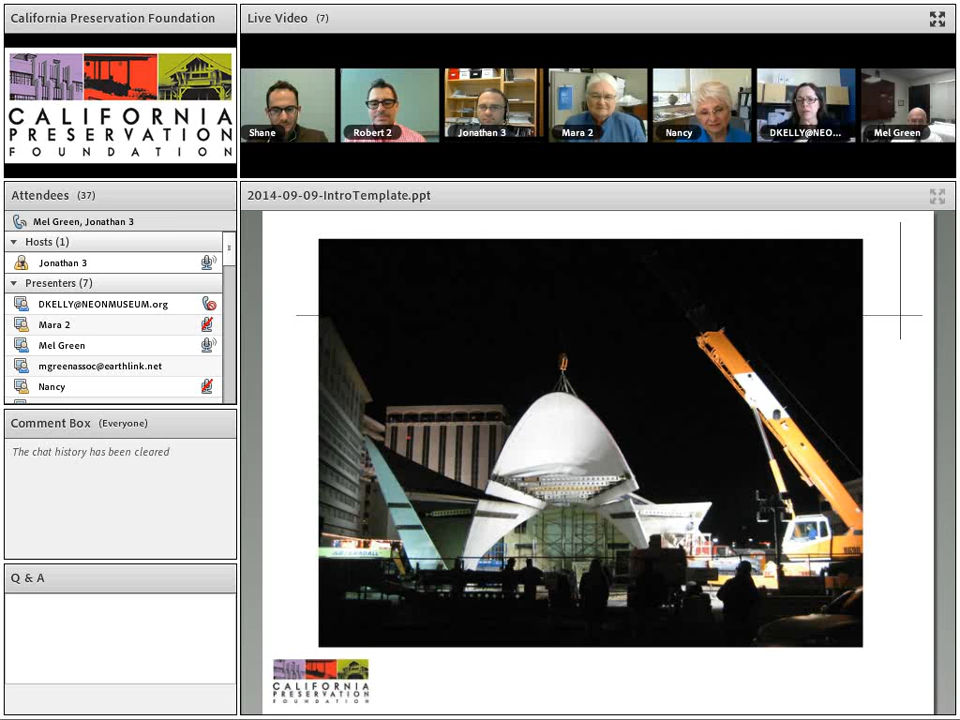 California Preservation Foundation
CALIFORNIA
PRESERVATION
FOUNDATION
Live Video (7)
Shane
Robert 2
Jonathan 3
Mara 2
Nancy
DKELLY@NEO...
Mel Green
Attendees (37)
Mel Green, Jonathan 3
Hosts (1)
Jonathan 3
Presenters (7)
DKELLY@NEONMUSEUM.org
Mara 2
Mel Green
mgreenassoc@earthlink.net
Nancy
Comment Box (Everyone)
The chat history has been cleared
Q & A
2014-09-09-IntroTemplate.ppt
CALIFORNIA
PRESERVATION
FOUNDATION